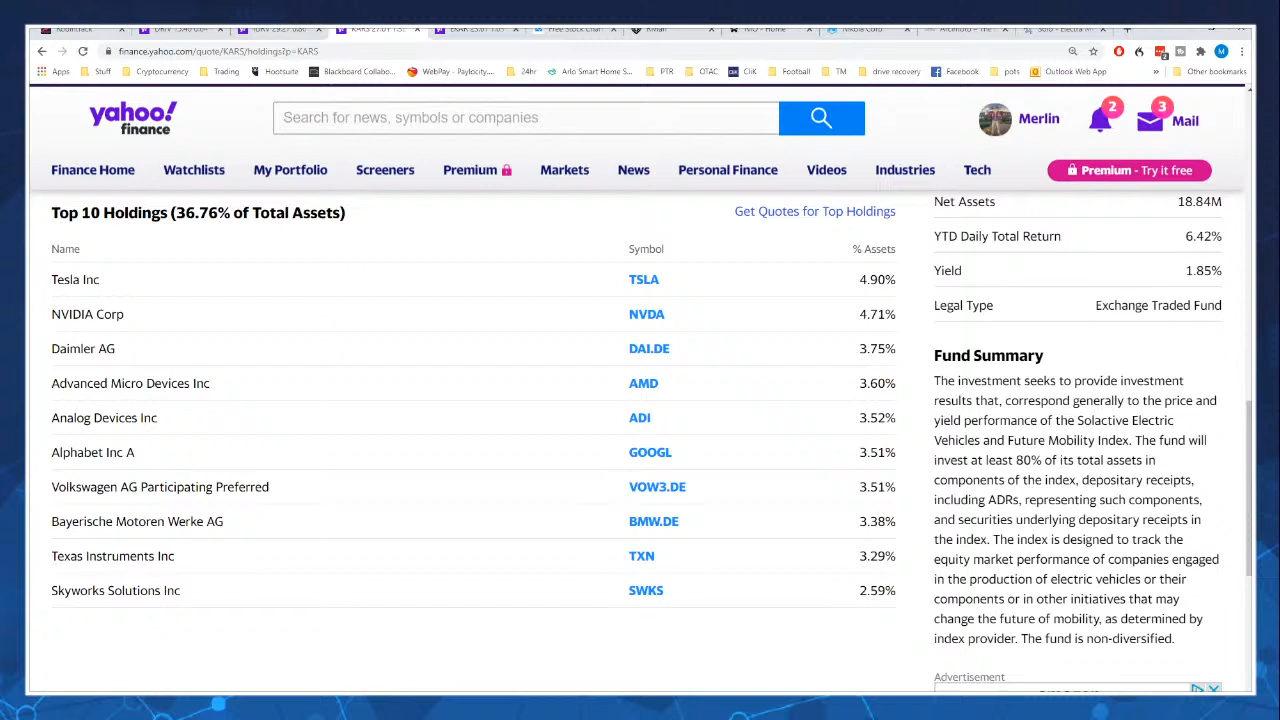 finance.yahoo.com/quote/KARS/holdings?p=KARS
Apps Stuff Cryptocurrency Trading Hootsuite Blackboard Collabo... WebPay - Paylocity... 24hr Arlo Smart Home S... PTR OTAC CliK Football TM drive recovery Facebook pots Outlook Web App » Other bookmarks
yahoo!
finance
Search for news, symbols or companies
Merlin
2
3
Mail
Finance Home Watchlists My Portfolio Screeners Premium Markets News Personal Finance Videos Industries Tech Premium - Try it free
Top 10 Holdings (36.76% of Total Assets)
Get Quotes for Top Holdings
Name Symbol % Assets
Tesla Inc TSLA 4.90%
NVIDIA Corp NVDA 4.71%
Daimler AG DAI.DE 3.75%
Advanced Micro Devices Inc AMD 3.60%
Analog Devices Inc ADI 3.52%
Alphabet Inc A GOOGL 3.51%
Volkswagen AG Participating Preferred VOW3.DE 3.51%
Bayerische Motoren Werke AG BMW.DE 3.38%
Texas Instruments Inc TXN 3.29%
Skyworks Solutions Inc SWKS 2.59%
Net Assets 18.84M
YTD Daily Total Return 6.42%
Yield 1.85%
Legal Type Exchange Traded Fund
Fund Summary
The investment seeks to provide investment
results that, correspond generally to the price and
yield performance of the Solactive Electric
Vehicles and Future Mobility Index. The fund will
invest at least 80% of its total assets in
components of the index, depositary receipts,
including ADRs, representing such components,
and securities underlying depositary receipts in
the index. The index is designed to track the
equity market performance of companies engaged
in the production of electric vehicles or their
components or in other initiatives that may
change the future of mobility, as determined by
index provider. The fund is non-diversified.
Advertisement